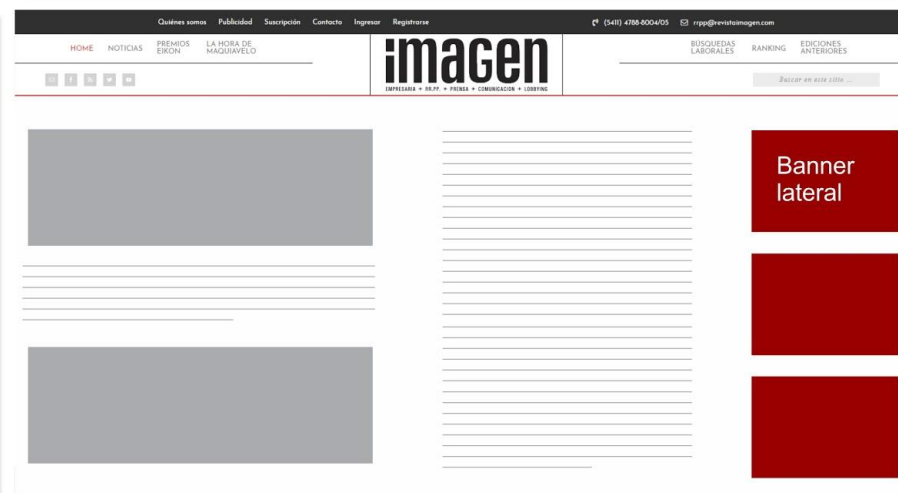 Quiénes somos Publicidad Suscripción Contacto Ingresar Registrarse (5411) 4788-8004/05 rrpp@revistaimagen.com
HOME NOTICIAS PREMIOS EIKON LA HORA DE MAQUIAVELO
imagen
EMPRESARIA + RR.PP. + PRENSA + COMUNICACION + LOBBYING
BÚSQUEDAS LABORALES RANKING EDICIONES ANTERIORES
Buscar en este sitio ...
Banner
lateral